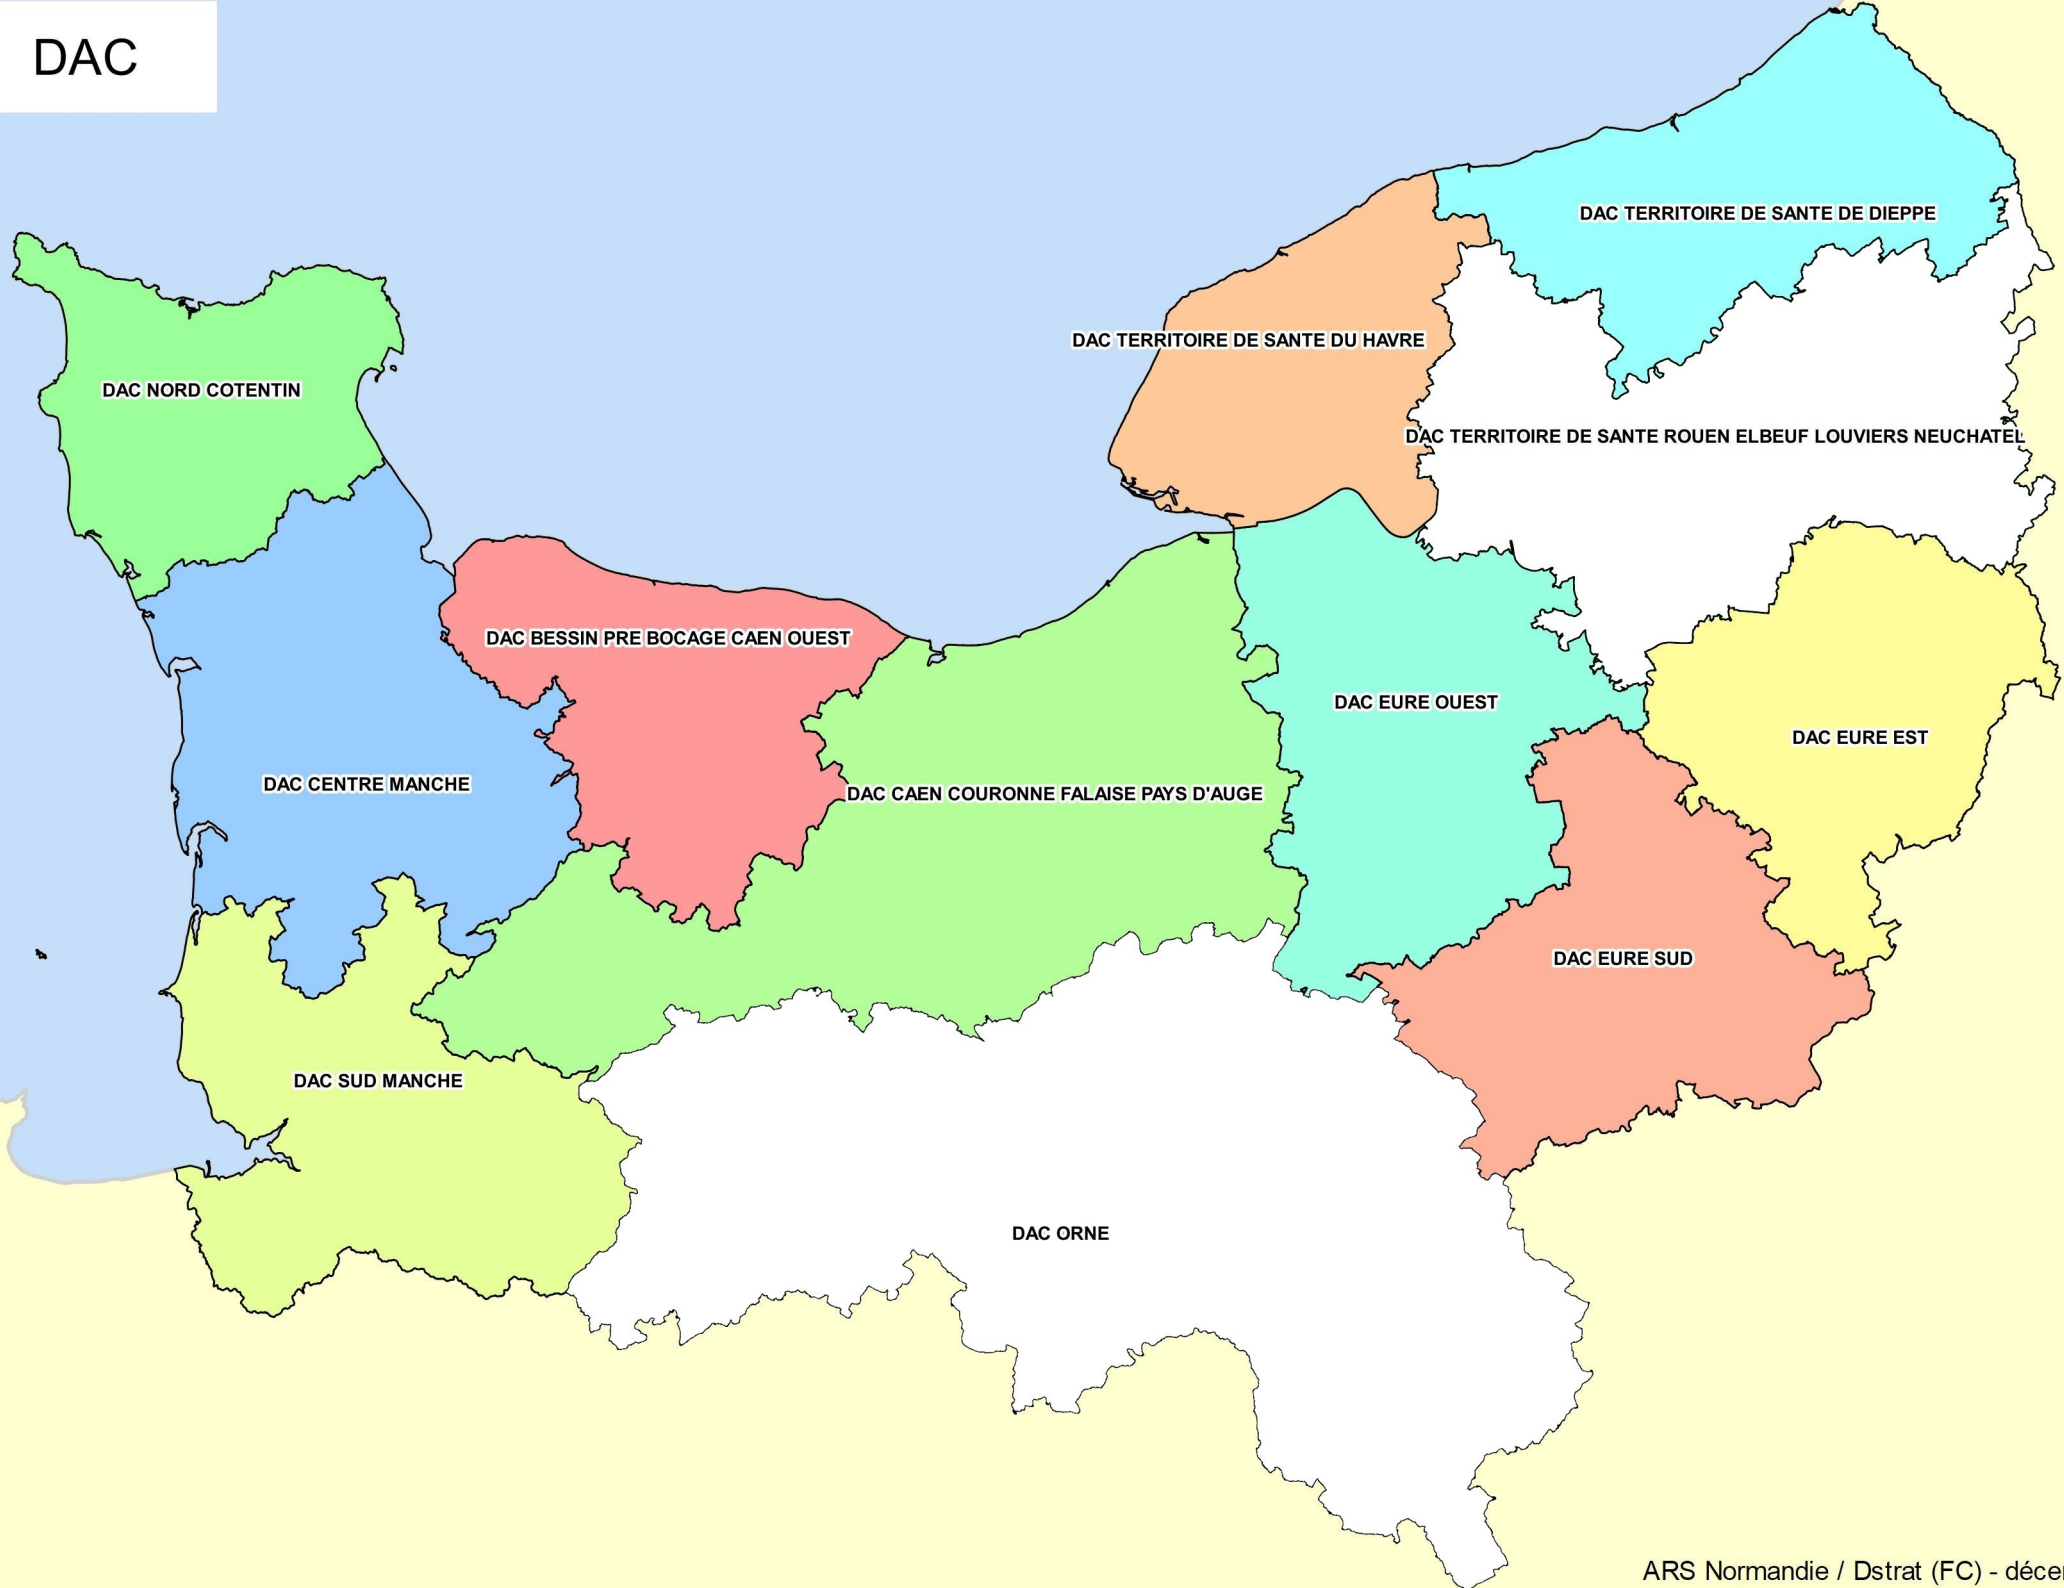 DAC
DAC TERRITOIRE DE SANTE DE DIEPPE
DAC TERRITOIRE DE SANTE DU HAVRE
DAC NORD COTENTIN
DAC TERRITOIRE DE SANTE ROUEN ELBEUF LOUVIERS NEUCHATEL
DAC BESSIN PRE BOCAGE CAEN OUEST
DAC EURE OUEST
DAC EURE EST
DAC CENTRE MANCHE
DAC CAEN COURONNE FALAISE PAYS D'AUGE
DAC EURE SUD
DAC SUD MANCHE
DAC ORNE
ARS Normandie / Dstrat (FC) -